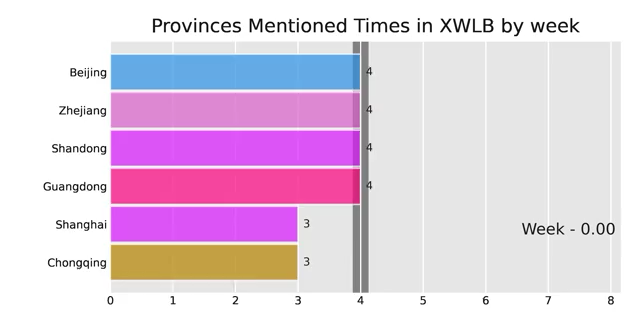 Provinces Mentioned Times in XWLB by week
Beijing 4
Zhejiang 4
Shandong 4
Guangdong 4
Shanghai 3
Week - 0.00
Chongqing 3
0 1 2 3 4 5 6 7 8